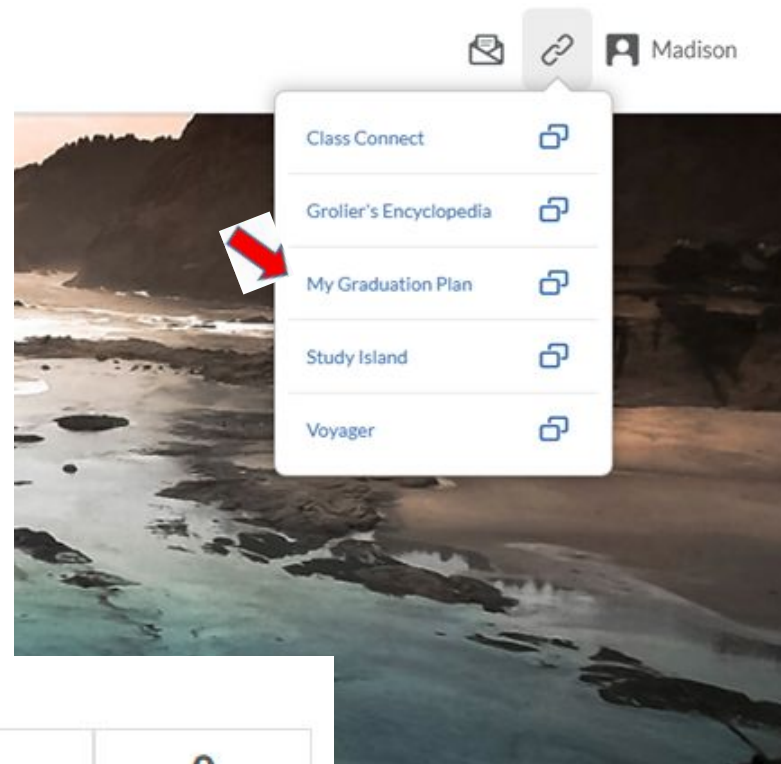 Madison
Class Connect
Grolier's Encyclopedia
My Graduation Plan
Study Island
Voyager